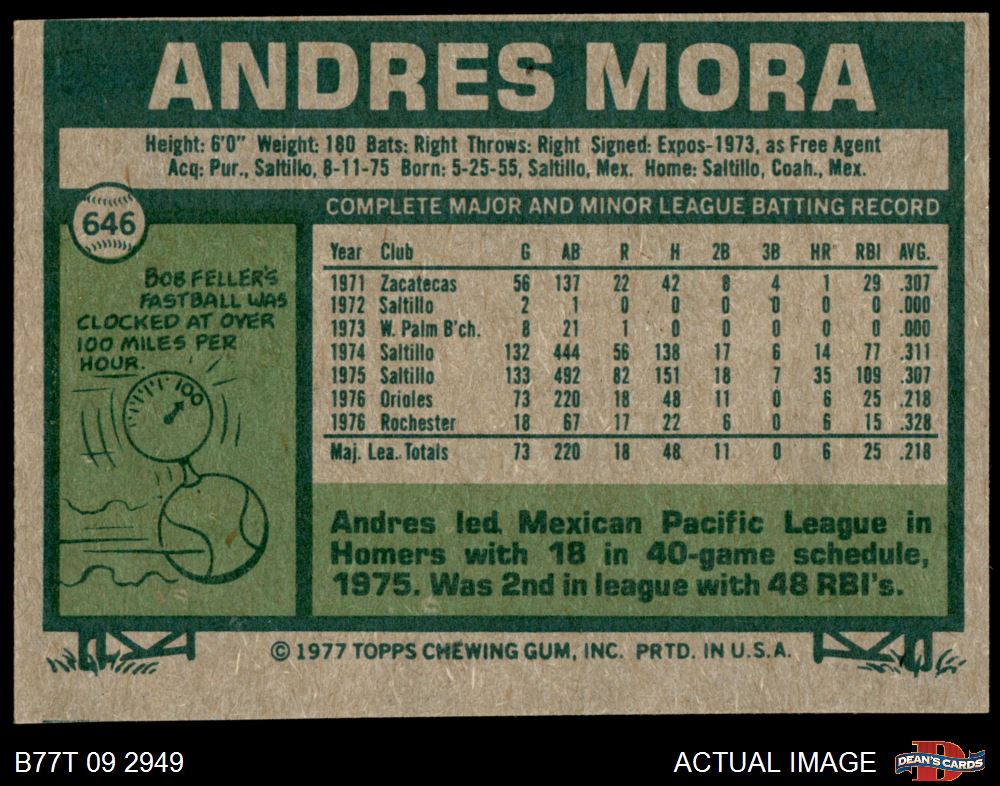 ANDRES MORA
Height: 6'0" Weight: 180 Bats: Right Throws: Right Signed: Expos-1973, as Free Agent
Acq: Pur., Saltillo, 8-11-75 Born: 5-25-55, Saltillo, Mex. Home: Saltillo, Coah., Mex.
646
COMPLETE MAJOR AND MINOR LEAGUE BATTING RECORD
BOB FELLER'S
FASTBALL WAS
CLOCKED AT OVER
100 MILES PER
HOUR.
100
Year Club G AB R H 2B 3B HR RBI AVG.
1971 Zacatecas 56 137 22 42 8 4 1 29 .307
1972 Saltillo 2 1 0 0 0 0 0 0 .000
1973 W. Palm B'ch. 8 21 1 0 0 0 0 0 .000
1974 Saltillo 132 444 56 138 17 6 14 77 .311
1975 Saltillo 133 492 82 151 18 7 35 109 .307
1976 Orioles 73 220 18 48 11 0 6 25 .218
1976 Rochester 18 67 17 22 6 0 6 15 .328
Maj. Lea. Totals 73 220 18 48 11 0 6 25 .218
Andres led Mexican Pacific League in
Homers with 18 in 40-game schedule,
1975. Was 2nd in league with 48 RBI's.
© 1977 TOPPS CHEWING GUM, INC. PRTD. IN U.S.A.
B77T 09 2949
ACTUAL IMAGE
D
DEAN'S CARDS